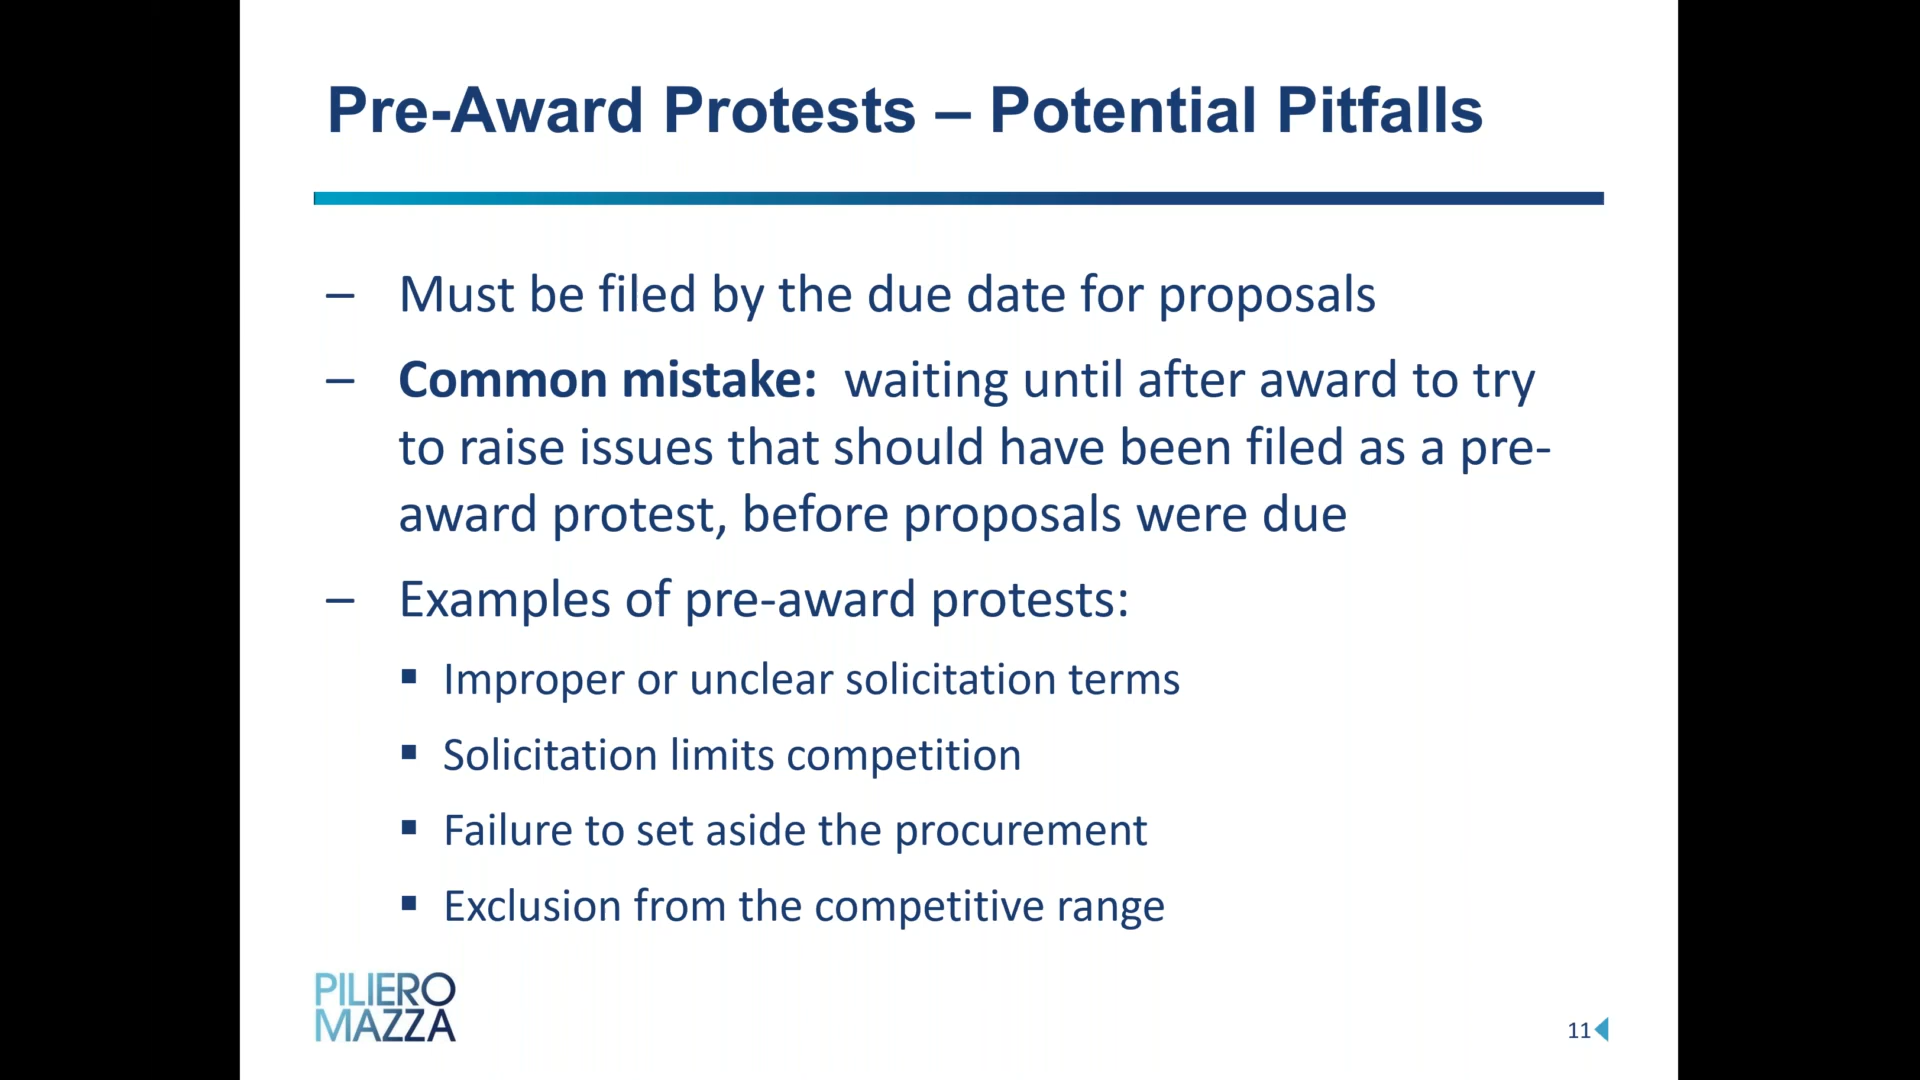 Pre-Award Protests – Potential Pitfalls
– Must be filed by the due date for proposals
– Common mistake:  waiting until after award to try
to raise issues that should have been filed as a pre-
award protest, before proposals were due
– Examples of pre-award protests:
▪ Improper or unclear solicitation terms
▪ Solicitation limits competition
▪ Failure to set aside the procurement
▪ Exclusion from the competitive range
PILIERO
MAZZA
11